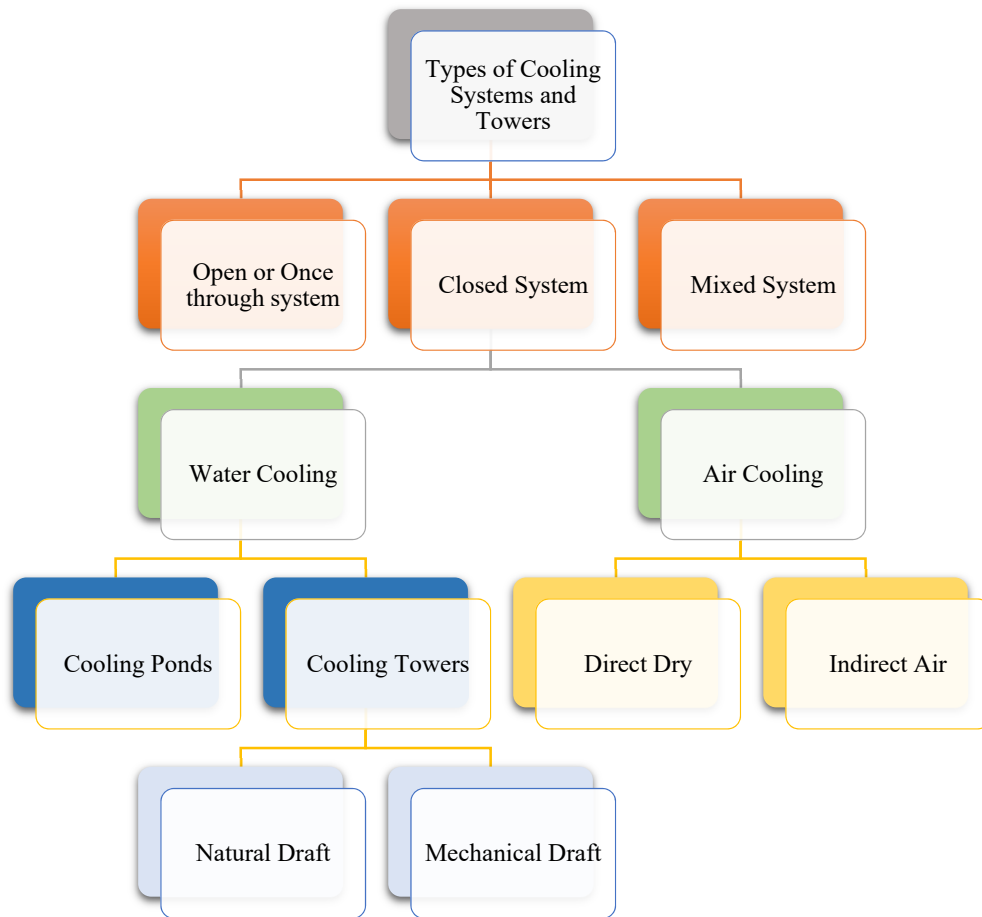 Types of Cooling
Systems and
Towers
Open or Once
through system
Closed System
Mixed System
Water Cooling
Air Cooling
Cooling Ponds
Cooling Towers
Direct Dry
Indirect Air
Natural Draft
Mechanical Draft